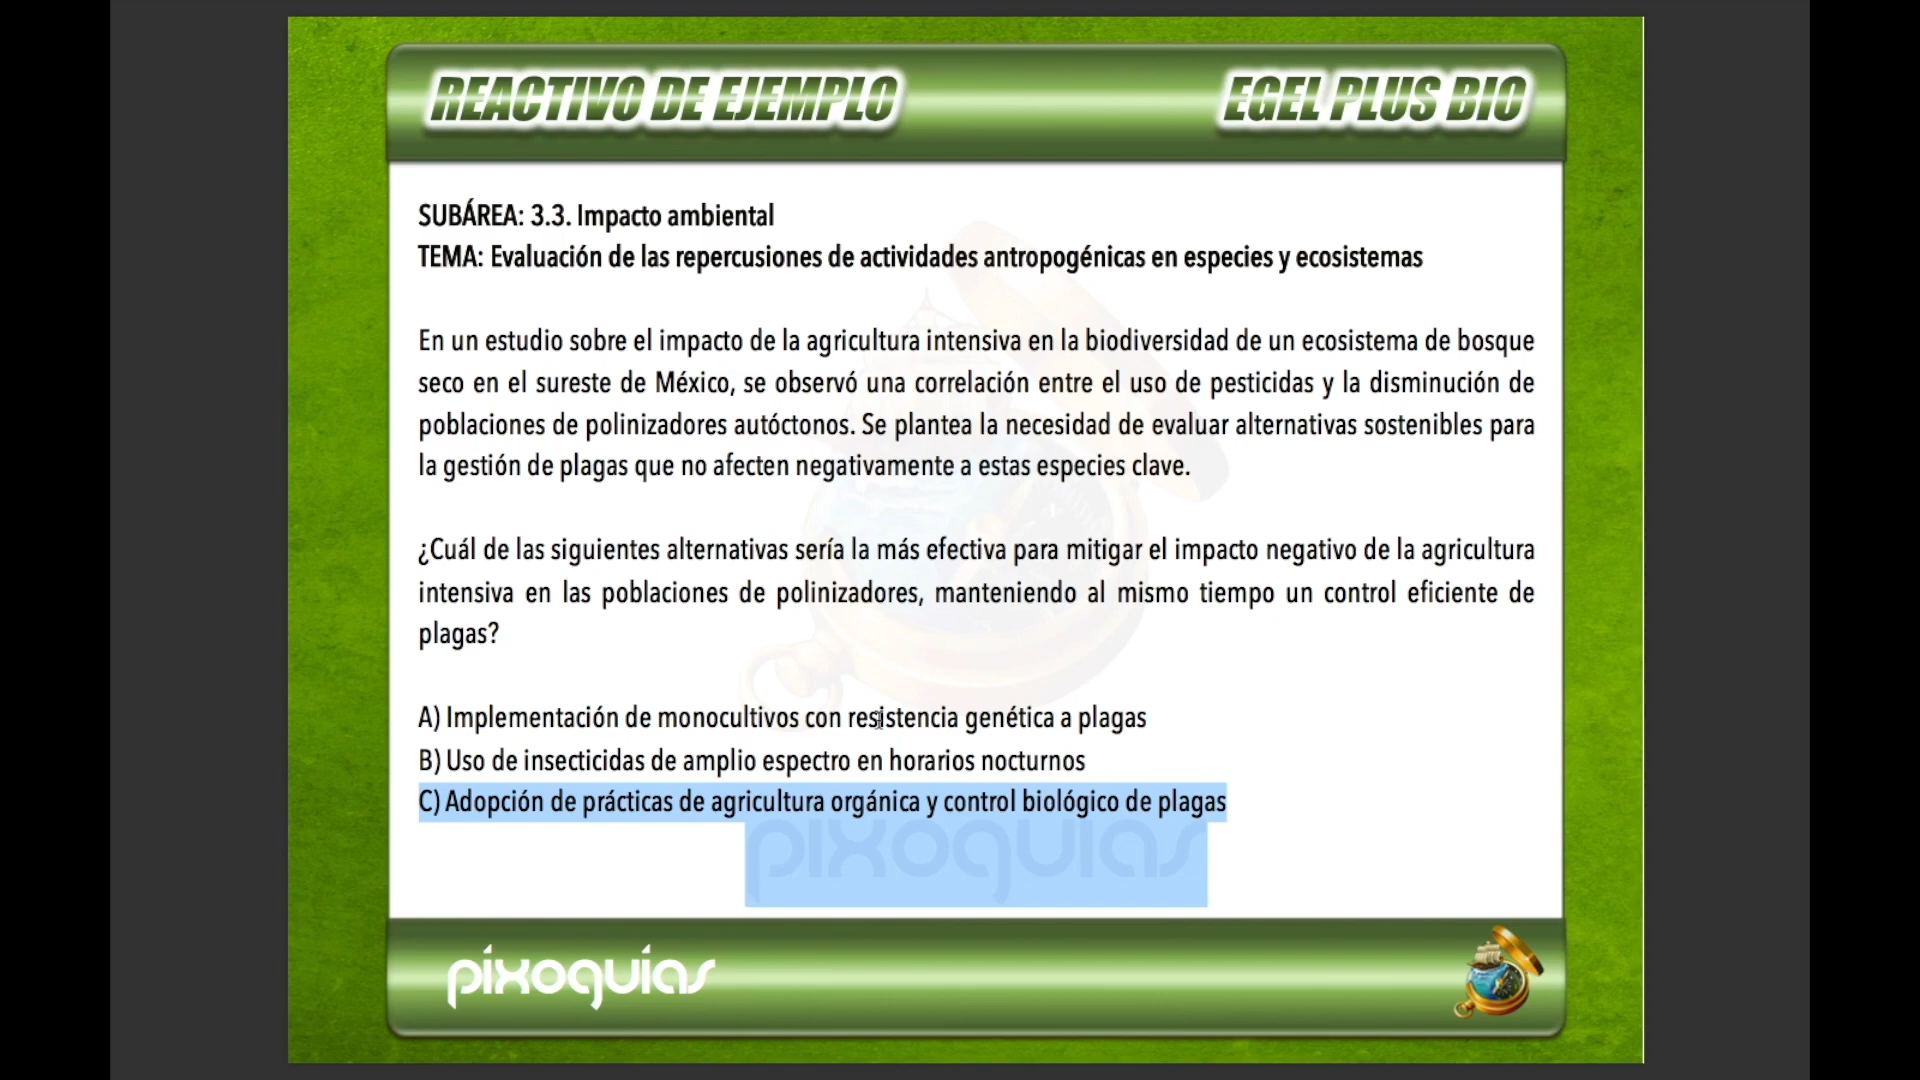 REACTIVO DE EJEMPLO
EGEL PLUS BIO
SUBÁREA: 3.3. Impacto ambiental
TEMA: Evaluación de las repercusiones de actividades antropogénicas en especies y ecosistemas
En un estudio sobre el impacto de la agricultura intensiva en la biodiversidad de un ecosistema de bosque
seco en el sureste de México, se observó una correlación entre el uso de pesticidas y la disminución de
poblaciones de polinizadores autóctonos. Se plantea la necesidad de evaluar alternativas sostenibles para
la gestión de plagas que no afecten negativamente a estas especies clave.
¿Cuál de las siguientes alternativas sería la más efectiva para mitigar el impacto negativo de la agricultura
intensiva en las poblaciones de polinizadores, manteniendo al mismo tiempo un control eficiente de
plagas?
A) Implementación de monocultivos con resistencia genética a plagas
B) Uso de insecticidas de amplio espectro en horarios nocturnos
C) Adopción de prácticas de agricultura orgánica y control biológico de plagas
pixoguías
pixoguías